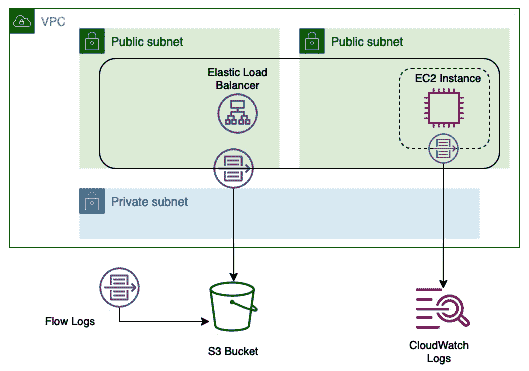 VPC
Public subnet
Public subnet
Elastic Load
Balancer
EC2 Instance
Private subnet
Flow Logs
S3 Bucket
CloudWatch
Logs